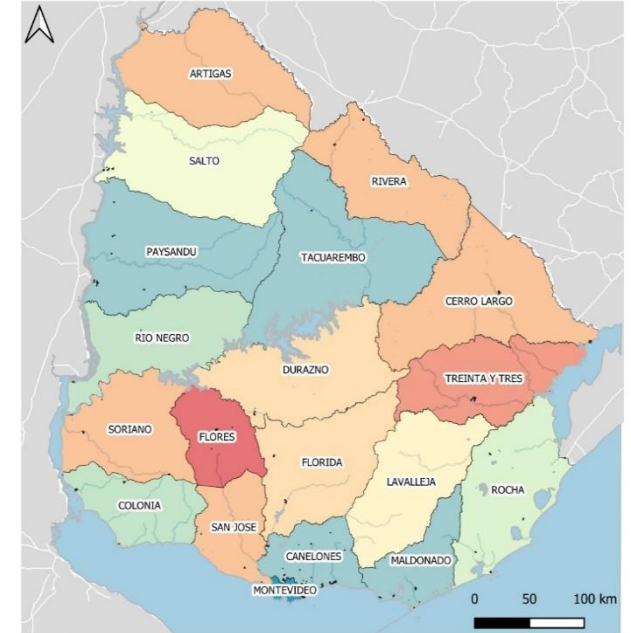 ARTIGAS
SALTO
RIVERA
PAYSANDU
TACUAREMBO
CERRO LARGO
RIO NEGRO
DURAZNO
TREINTA Y TRES
SORIANO
FLORES
FLORIDA
LAVALLEJA
ROCHA
COLONIA
SAN JOSE
CANELONES
MALDONADO
MONTEVIDEO
0 50 100 km